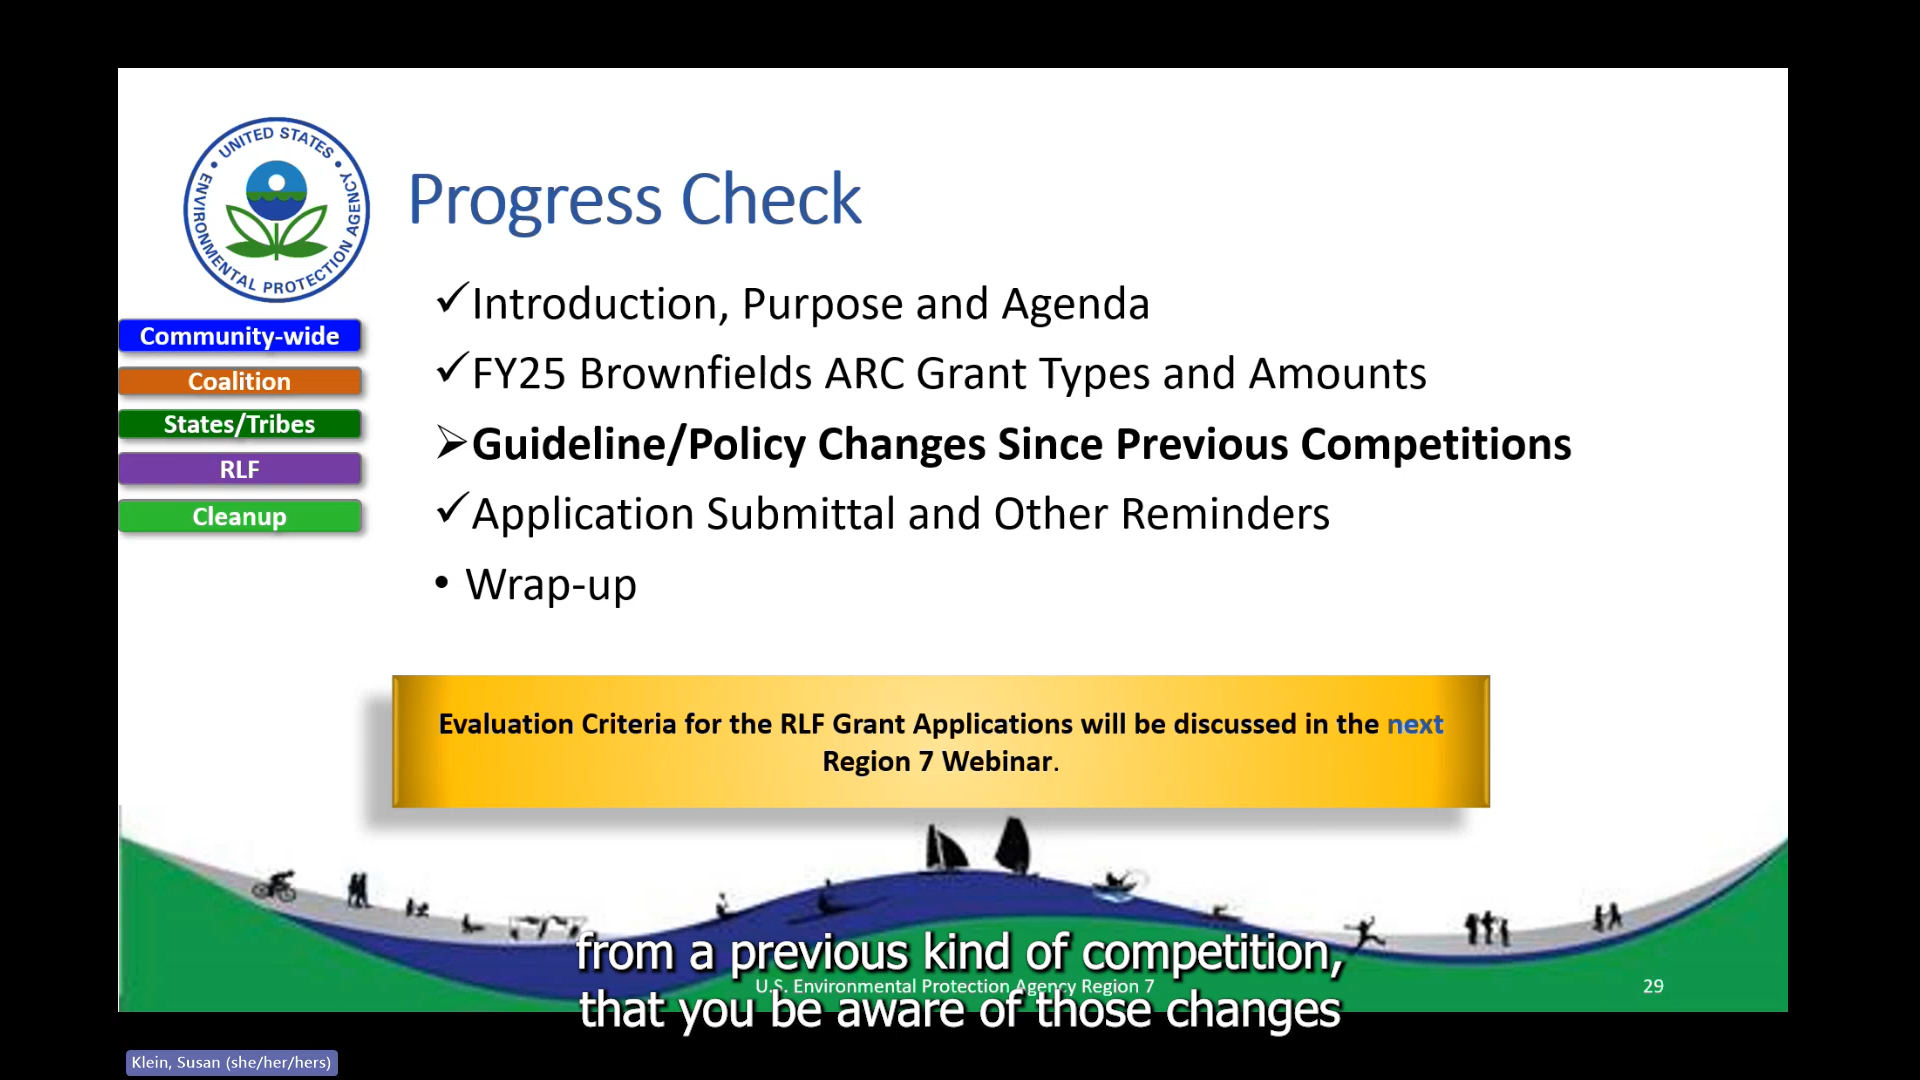 UNITED STATES
ENVIRONMENTAL PROTECTION AGENCY
Progress Check
Community-wide
Coalition
States/Tribes
RLF
Cleanup
✓Introduction, Purpose and Agenda
✓FY25 Brownfields ARC Grant Types and Amounts
➢Guideline/Policy Changes Since Previous Competitions
✓Application Submittal and Other Reminders
• Wrap-up
Evaluation Criteria for the RLF Grant Applications will be discussed in the next
Region 7 Webinar.
from a previous kind of competition,
U.S. Environmental Protection Agency Region 7
29
that you be aware of those changes
Klein, Susan (she/her/hers)